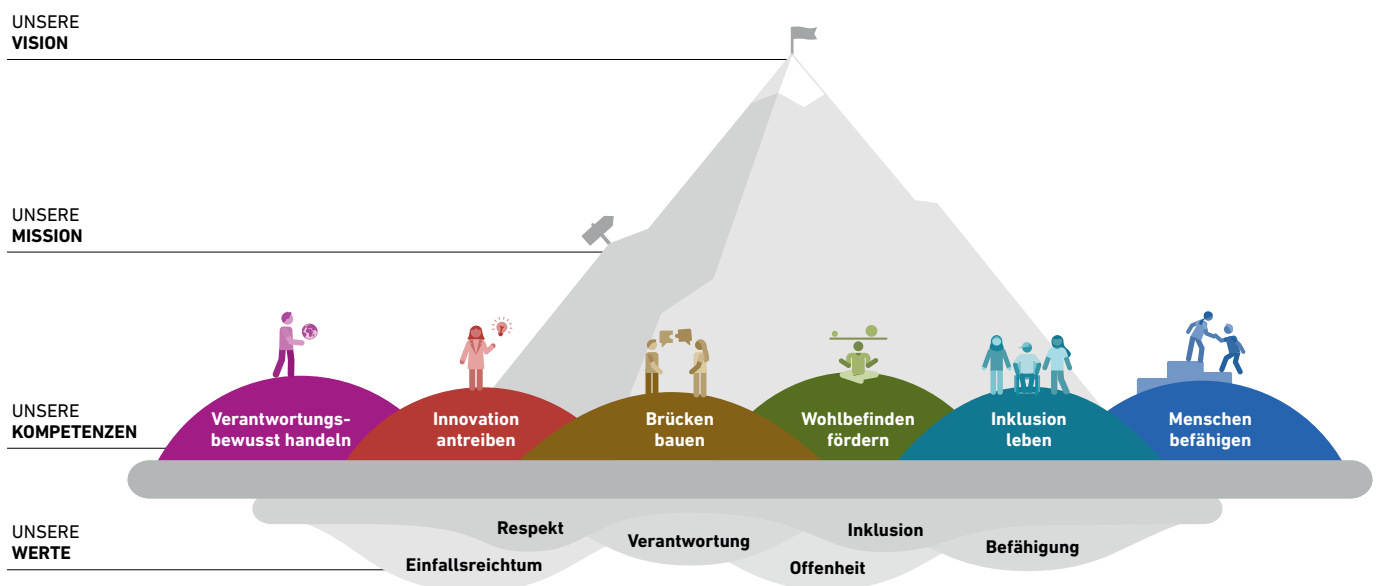 UNSERE
VISION
UNSERE
MISSION
UNSERE
KOMPETENZEN
Verantwortungs-
bewusst handeln
Innovation
antreiben
Brücken
bauen
Wohlbefinden
fördern
Inklusion
leben
Menschen
befähigen
UNSERE
WERTE
Respekt
Einfallsreichtum
Verantwortung
Inklusion
Offenheit
Befähigung